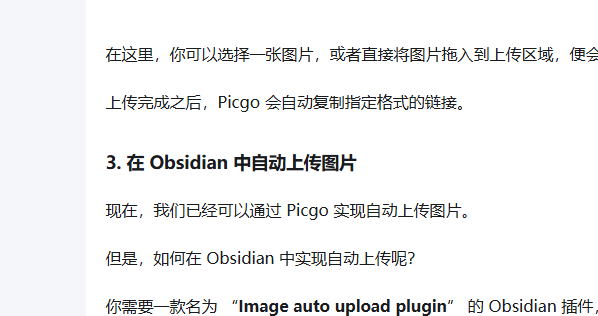 在这里，你可以选择一张图片，或者直接将图片拖入到上传区域，便会
上传完成之后，Picgo 会自动复制指定格式的链接。
3. 在 Obsidian 中自动上传图片
现在，我们已经可以通过 Picgo 实现自动上传图片。
但是，如何在 Obsidian 中实现自动上传呢？
你需要一款名为 “Image auto upload plugin” 的 Obsidian 插件，